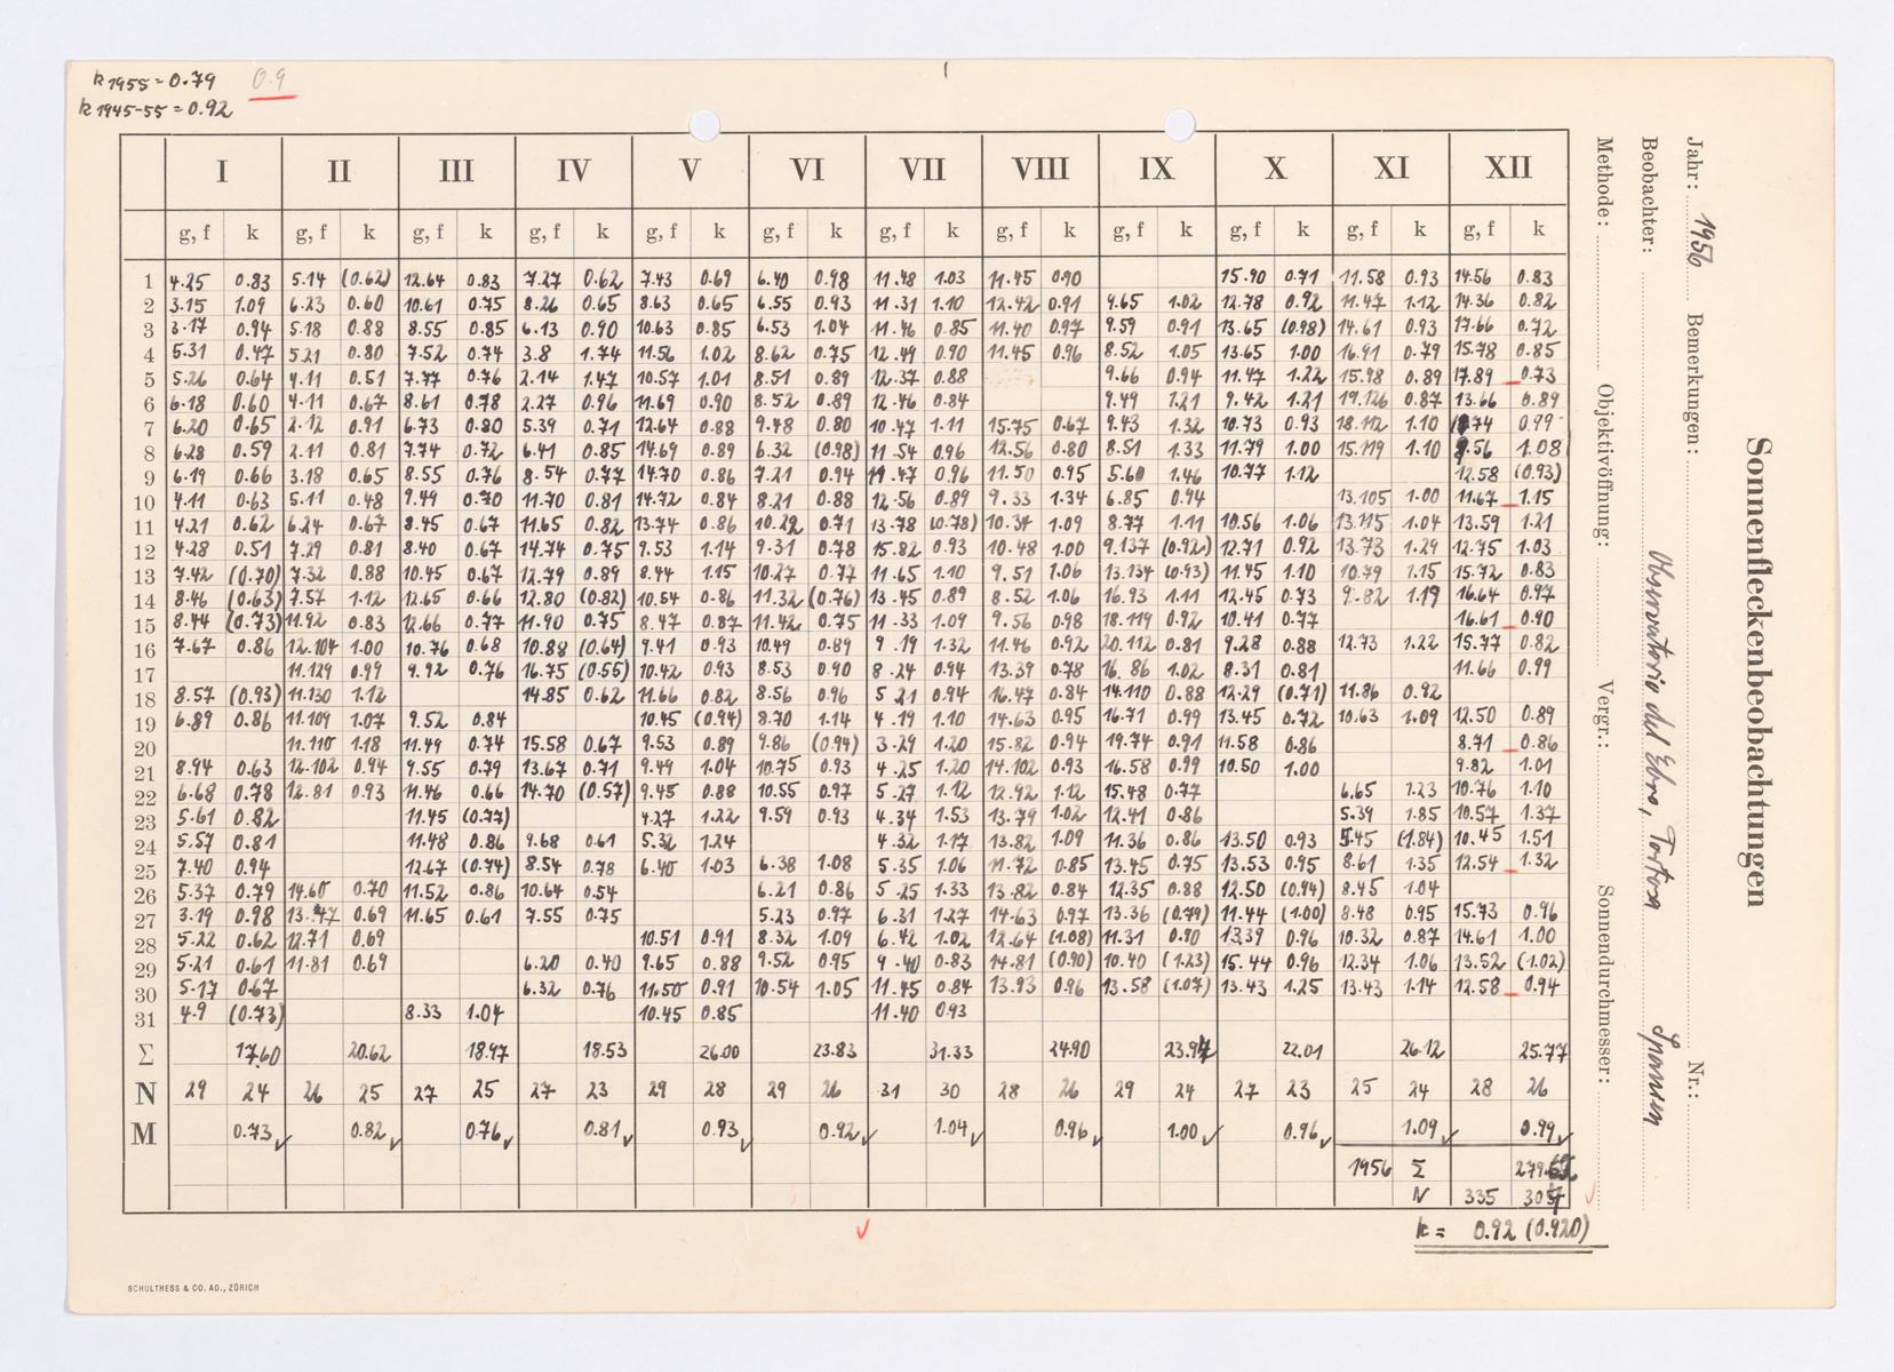 k 1955 = 0.79 0.9
k 1945-55 = 0.92
Sonnenfleckenbeobachtungen
Jahr: 1956 Bemerkungen: Nr.:
Beobachter: Observatorio del Ebro, Tortosa Spanien
Methode: Objektivöffnung: Vergr.: Sonnendurchmesser:
I II III IV V VI VII VIII IX X XI XII
g, f k g, f k g, f k g, f k g, f k g, f k g, f k g, f k g, f k g, f k g, f k g, f k
1 4.25 0.83 5.14 (0.62) 12.64 0.83 7.27 0.62 7.43 0.69 6.40 0.98 11.48 1.03 11.45 0.90 15.90 0.71 11.58 0.93 14.56 0.83
2 3.15 1.09 6.23 0.60 10.61 0.75 8.26 0.65 8.63 0.65 6.55 0.93 11.31 1.10 12.42 0.91 9.65 1.02 12.78 0.92 11.47 1.12 14.36 0.82
3 3.17 0.94 5.18 0.88 8.55 0.85 6.13 0.90 10.63 0.85 6.53 1.04 11.46 0.85 11.40 0.97 9.59 0.91 13.65 (0.98) 14.61 0.93 17.66 0.72
4 5.31 0.47 5.21 0.80 7.52 0.74 3.8 1.74 11.56 1.02 8.62 0.75 12.49 0.90 11.45 0.96 8.52 1.05 13.65 1.00 16.91 0.79 15.78 0.85
5 5.26 0.64 4.11 0.51 7.77 0.76 2.14 1.47 10.57 1.01 8.51 0.89 12.37 0.88 9.66 0.94 11.47 1.22 15.98 0.89 17.89 0.73
6 6.18 0.60 4.11 0.67 8.61 0.78 2.27 0.96 11.69 0.90 8.52 0.89 12.46 0.84 9.49 1.21 9.42 1.21 19.126 0.87 13.66 0.89
7 6.20 0.65 2.12 0.91 6.73 0.80 5.39 0.71 12.64 0.88 9.48 0.80 10.47 1.11 15.75 0.67 9.43 1.32 10.73 0.93 18.112 1.10 0.99
8 6.28 0.59 2.11 0.81 7.74 0.72 6.41 0.85 14.69 0.89 6.32 (0.98) 11.54 0.96 12.56 0.80 8.51 1.33 11.79 1.00 15.119 1.10 1.08
9 6.19 0.66 3.18 0.65 8.55 0.76 8.54 0.77 14.70 0.86 7.21 0.94 11.47 0.96 11.50 0.95 5.60 1.46 10.77 1.12 12.58 (0.93)
10 4.11 0.63 5.11 0.48 9.49 0.70 11.70 0.81 14.72 0.84 8.21 0.88 12.56 0.89 9.33 1.34 6.85 0.94 13.105 1.00 11.67 1.15
11 4.21 0.62 6.24 0.67 8.45 0.67 11.65 0.82 13.74 0.86 10.22 0.71 13.78 (0.78) 10.37 1.09 8.77 1.11 10.56 1.06 13.115 1.04 13.59 1.21
12 4.28 0.51 7.29 0.81 8.40 0.67 14.74 0.75 9.53 1.14 9.31 0.78 15.82 0.93 10.48 1.00 9.137 (0.92) 12.71 0.92 13.73 1.29 12.75 1.03
13 7.42 (0.70) 7.32 0.88 10.45 0.67 12.79 0.89 8.44 1.15 10.27 0.77 11.65 1.10 9.51 1.06 13.134 (0.93) 11.45 1.10 10.79 1.15 15.72 0.83
14 8.46 (0.63) 7.57 1.12 12.65 0.66 12.80 (0.82) 10.54 0.86 11.32 (0.76) 13.45 0.89 8.52 1.06 16.93 1.11 12.45 0.73 9.82 1.19 16.64 0.97
15 8.44 (0.73) 11.92 0.83 12.66 0.77 11.90 0.75 8.47 0.87 11.42 0.75 11.33 1.09 9.56 0.98 18.119 0.92 10.41 0.77 16.61 0.90
16 7.67 0.86 12.104 1.00 10.76 0.68 10.88 (0.64) 9.41 0.93 10.49 0.89 9.19 1.32 11.46 0.92 20.112 0.81 9.28 0.88 12.73 1.22 15.77 0.82
17 11.129 0.99 9.92 0.76 16.75 (0.55) 10.42 0.93 8.53 0.90 8.24 0.94 13.39 0.78 16.86 1.02 8.31 0.81 11.66 0.99
18 8.57 (0.93) 11.130 1.12 14.85 0.62 11.66 0.82 8.56 0.96 5.21 0.94 16.47 0.84 14.110 0.88 12.29 (0.71) 11.86 0.92
19 6.89 0.86 11.109 1.07 9.52 0.84 10.45 (0.94) 8.70 1.14 4.19 1.10 14.63 0.95 16.71 0.99 13.45 0.72 10.63 1.09 12.50 0.89
20 11.110 1.18 11.49 0.74 15.58 0.67 9.53 0.89 9.86 (0.94) 3.29 1.20 15.82 0.94 19.74 0.91 11.58 0.86 8.71 0.86
21 8.94 0.63 12.102 0.94 9.55 0.79 13.67 0.71 9.49 1.04 10.75 0.93 4.25 1.20 14.102 0.93 16.58 0.99 10.50 1.00 9.82 1.01
22 6.68 0.78 12.81 0.93 11.46 0.66 14.70 (0.57) 9.45 0.88 10.55 0.97 5.27 1.12 12.92 1.12 15.48 0.77 6.65 1.23 10.76 1.10
23 5.61 0.82 11.45 (0.77) 4.27 1.22 9.59 0.93 4.34 1.53 13.79 1.02 12.41 0.86 5.39 1.85 10.57 1.37
24 5.57 0.81 11.48 0.86 9.68 0.61 5.32 1.24 4.32 1.17 13.82 1.09 11.36 0.86 13.50 0.93 5.45 (1.84) 10.45 1.51
25 7.40 0.94 12.67 (0.74) 8.54 0.78 6.40 1.03 6.38 1.08 5.35 1.06 11.72 0.85 13.45 0.75 13.53 0.95 8.61 1.35 12.54 1.32
26 5.37 0.79 14.60 0.70 11.52 0.86 10.64 0.54 6.21 0.86 5.25 1.33 13.82 0.84 12.35 0.88 12.50 (0.94) 8.45 1.04
27 3.19 0.98 13.47 0.69 11.65 0.61 7.55 0.75 5.23 0.97 6.31 1.27 14.63 0.97 13.36 (0.79) 11.44 (1.00) 8.48 0.95 15.73 0.96
28 5.22 0.62 12.71 0.69 10.51 0.91 8.32 1.09 6.42 1.02 12.64 (1.08) 11.31 0.90 13.39 0.96 10.32 0.87 14.61 1.00
29 5.21 0.61 11.81 0.69 6.20 0.40 9.65 0.88 9.52 0.95 9.40 0.83 14.81 (0.90) 10.40 (1.23) 15.44 0.96 12.34 1.06 13.52 (1.02)
30 5.17 0.67 6.32 0.76 11.50 0.91 10.54 1.05 11.45 0.84 13.93 0.96 13.58 (1.07) 13.43 1.25 13.43 1.14 12.58 0.94
31 4.9 (0.73) 8.33 1.04 10.45 0.85 11.40 0.93
Σ 17.60 20.62 18.97 18.53 26.00 23.83 31.33 24.90 22.01 26.12 25.77
N 29 24 26 25 27 25 27 23 29 28 29 26 31 30 28 26 29 24 27 23 25 24 28 26
M 0.73 0.82 0.76 0.81 0.93 0.92 1.04 0.96 1.00 0.96 1.09 0.99
1956 Σ
N 335
k = 0.92 (0.920)
SCHULTHESS & CO. AG., ZÜRICH